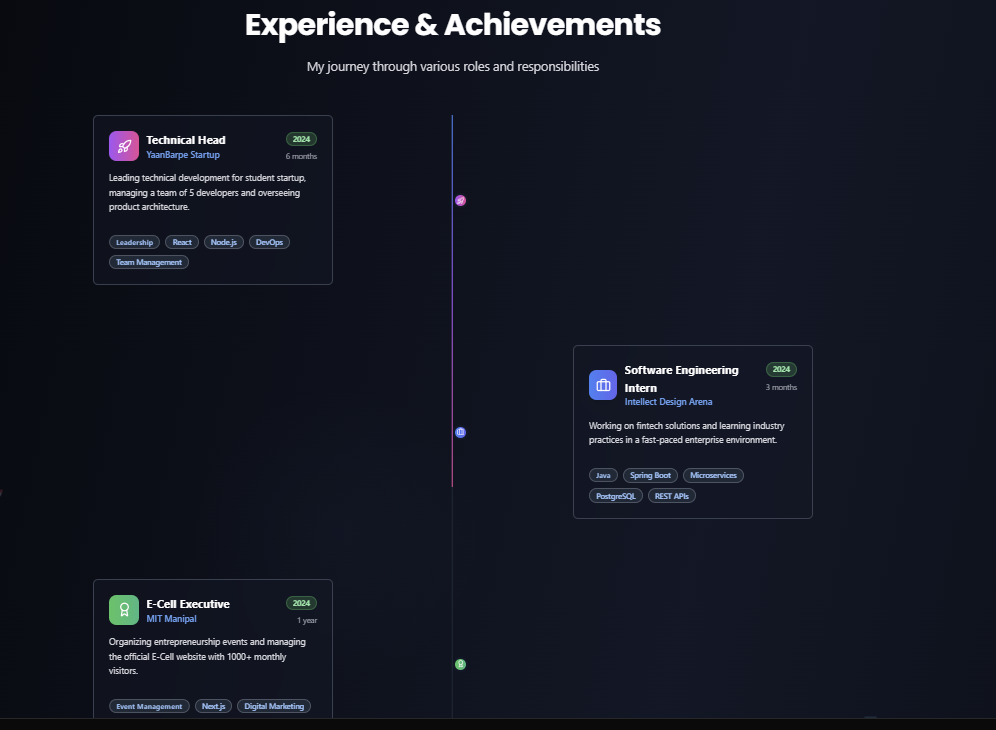 Experience & Achievements
My journey through various roles and responsibilities
Technical Head
2024
YaanBarpe Startup
6 months
Leading technical development for student startup,
managing a team of 5 developers and overseeing
product architecture.
Leadership React Node.js DevOps
Team Management
Software Engineering
Intern
2024
3 months
Intellect Design Arena
Working on fintech solutions and learning industry
practices in a fast-paced enterprise environment.
Java Spring Boot Microservices
PostgreSQL REST APIs
E-Cell Executive
2024
MIT Manipal
1 year
Organizing entrepreneurship events and managing
the official E-Cell website with 1000+ monthly
visitors.
Event Management Next.js Digital Marketing